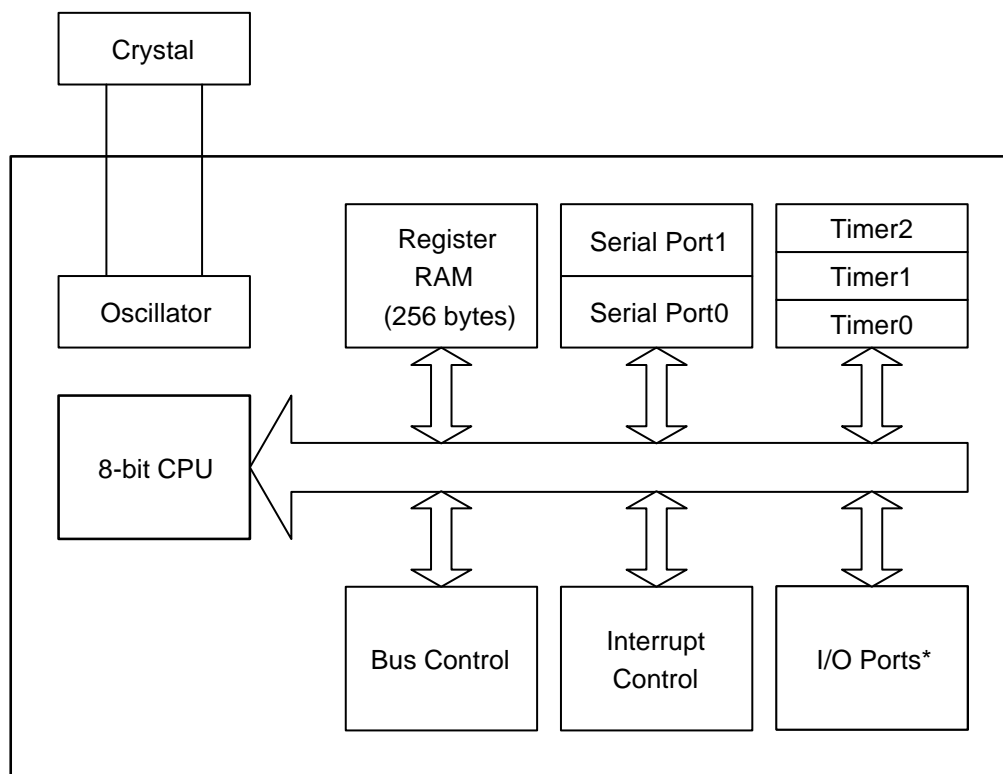 Crystal
Oscillator
Register
RAM
(256 bytes)
Serial Port1
Serial Port0
Timer2
Timer1
Timer0
8-bit CPU
Bus Control
Interrupt
Control
I/O Ports*